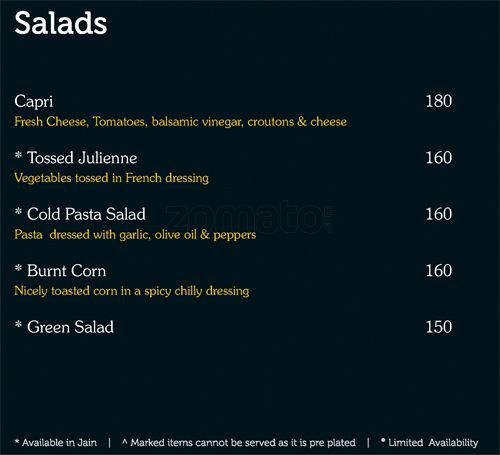 Salads
Capri 180
Fresh Cheese, Tomatoes, balsamic vinegar, croutons & cheese
* Tossed Julienne 160
Vegetables tossed in French dressing
zomato
* Cold Pasta Salad 160
Pasta dressed with garlic, olive oil & peppers
* Burnt Corn 160
Nicely toasted corn in a spicy chilly dressing
* Green Salad 150
* Available in Jain | ^ Marked items cannot be served as it is pre plated | • Limited Availability